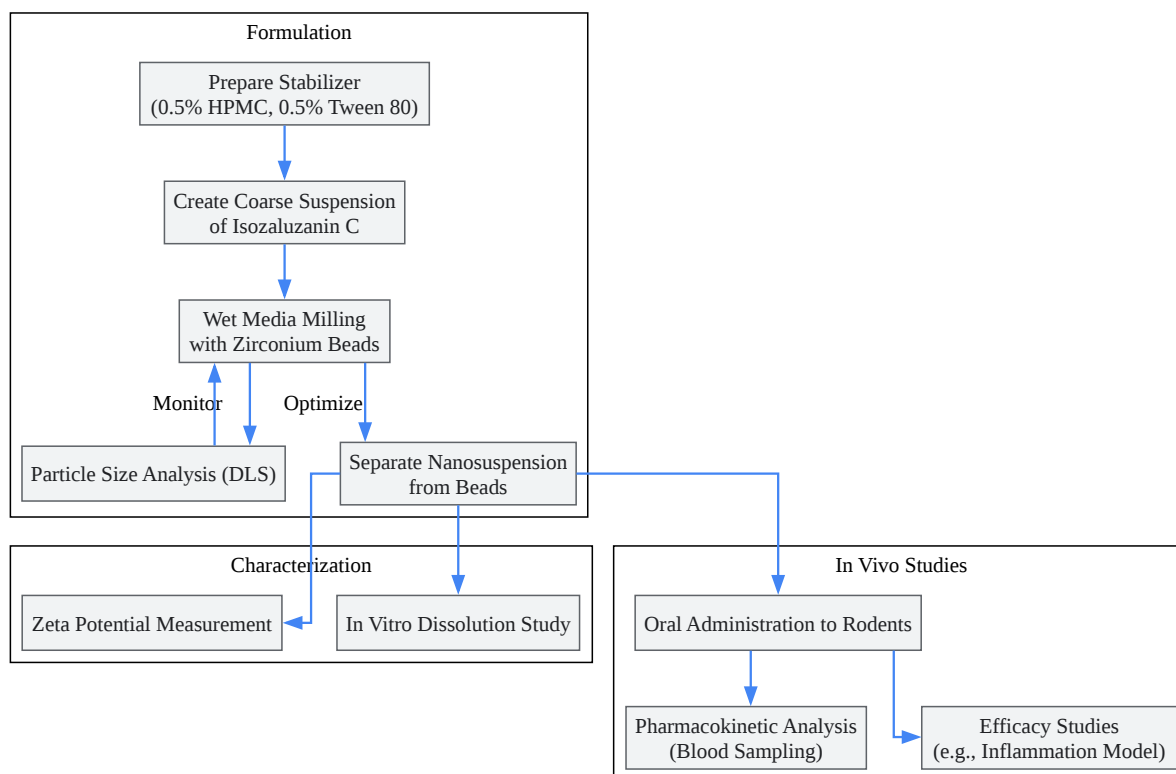 Formulation
Prepare Stabilizer
(0.5% HPMC, 0.5% Tween 80)
Create Coarse Suspension
of Isozaluzanin C
Wet Media Milling
with Zirconium Beads
Monitor
Optimize
Particle Size Analysis (DLS)
Separate Nanosuspension
from Beads
Characterization
Zeta Potential Measurement
In Vitro Dissolution Study
In Vivo Studies
Oral Administration to Rodents
Pharmacokinetic Analysis
(Blood Sampling)
Efficacy Studies
(e.g., Inflammation Model)